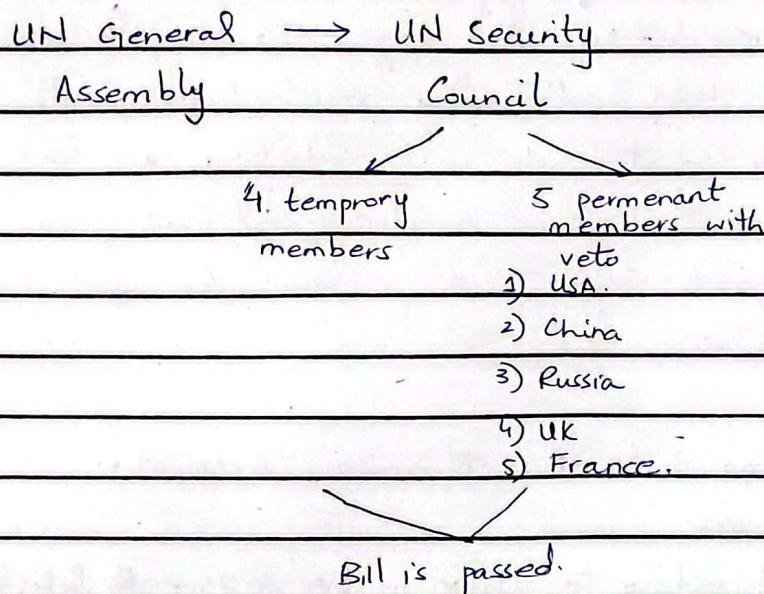 UN General → UN Security
Assembly Council
4. temprory
members
5 permenant
members with
veto
1) USA.
2) China
3) Russia
4) UK
5) France.
Bill is passed.